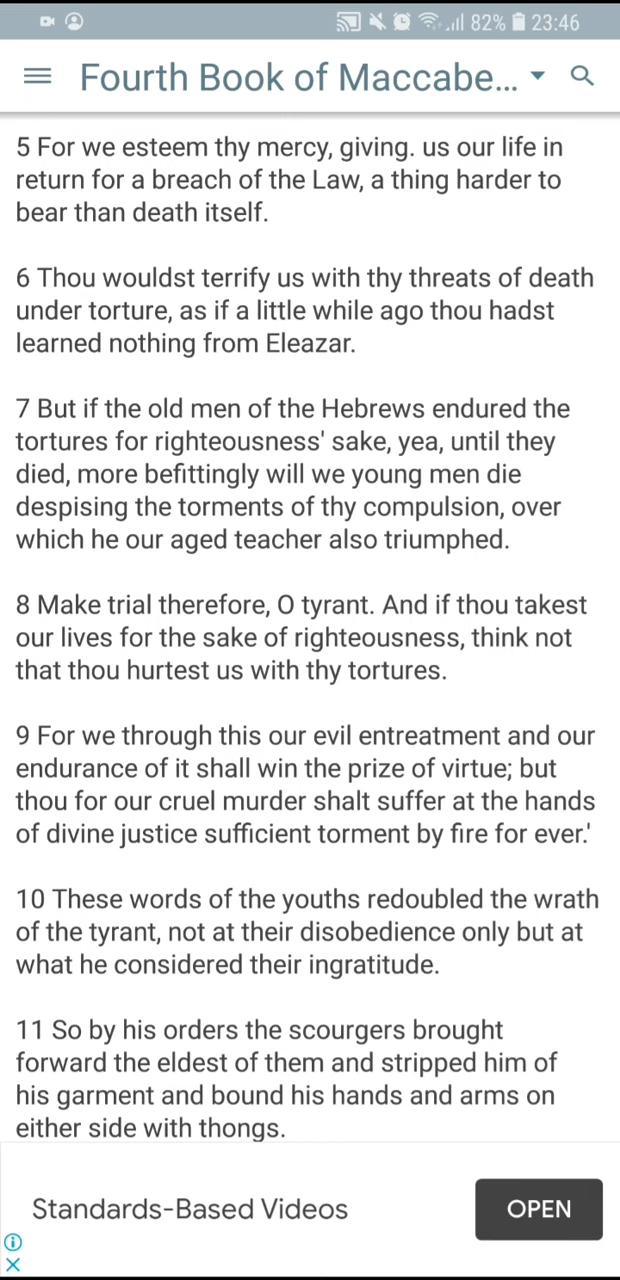 82% 23:46
Fourth Book of Maccabe...
5 For we esteem thy mercy, giving. us our life in
return for a breach of the Law, a thing harder to
bear than death itself.
6 Thou wouldst terrify us with thy threats of death
under torture, as if a little while ago thou hadst
learned nothing from Eleazar.
7 But if the old men of the Hebrews endured the
tortures for righteousness' sake, yea, until they
died, more befittingly will we young men die
despising the torments of thy compulsion, over
which he our aged teacher also triumphed.
8 Make trial therefore, O tyrant. And if thou takest
our lives for the sake of righteousness, think not
that thou hurtest us with thy tortures.
9 For we through this our evil entreatment and our
endurance of it shall win the prize of virtue; but
thou for our cruel murder shalt suffer at the hands
of divine justice sufficient torment by fire for ever.'
10 These words of the youths redoubled the wrath
of the tyrant, not at their disobedience only but at
what he considered their ingratitude.
11 So by his orders the scourgers brought
forward the eldest of them and stripped him of
his garment and bound his hands and arms on
either side with thongs.
Standards-Based Videos
OPEN